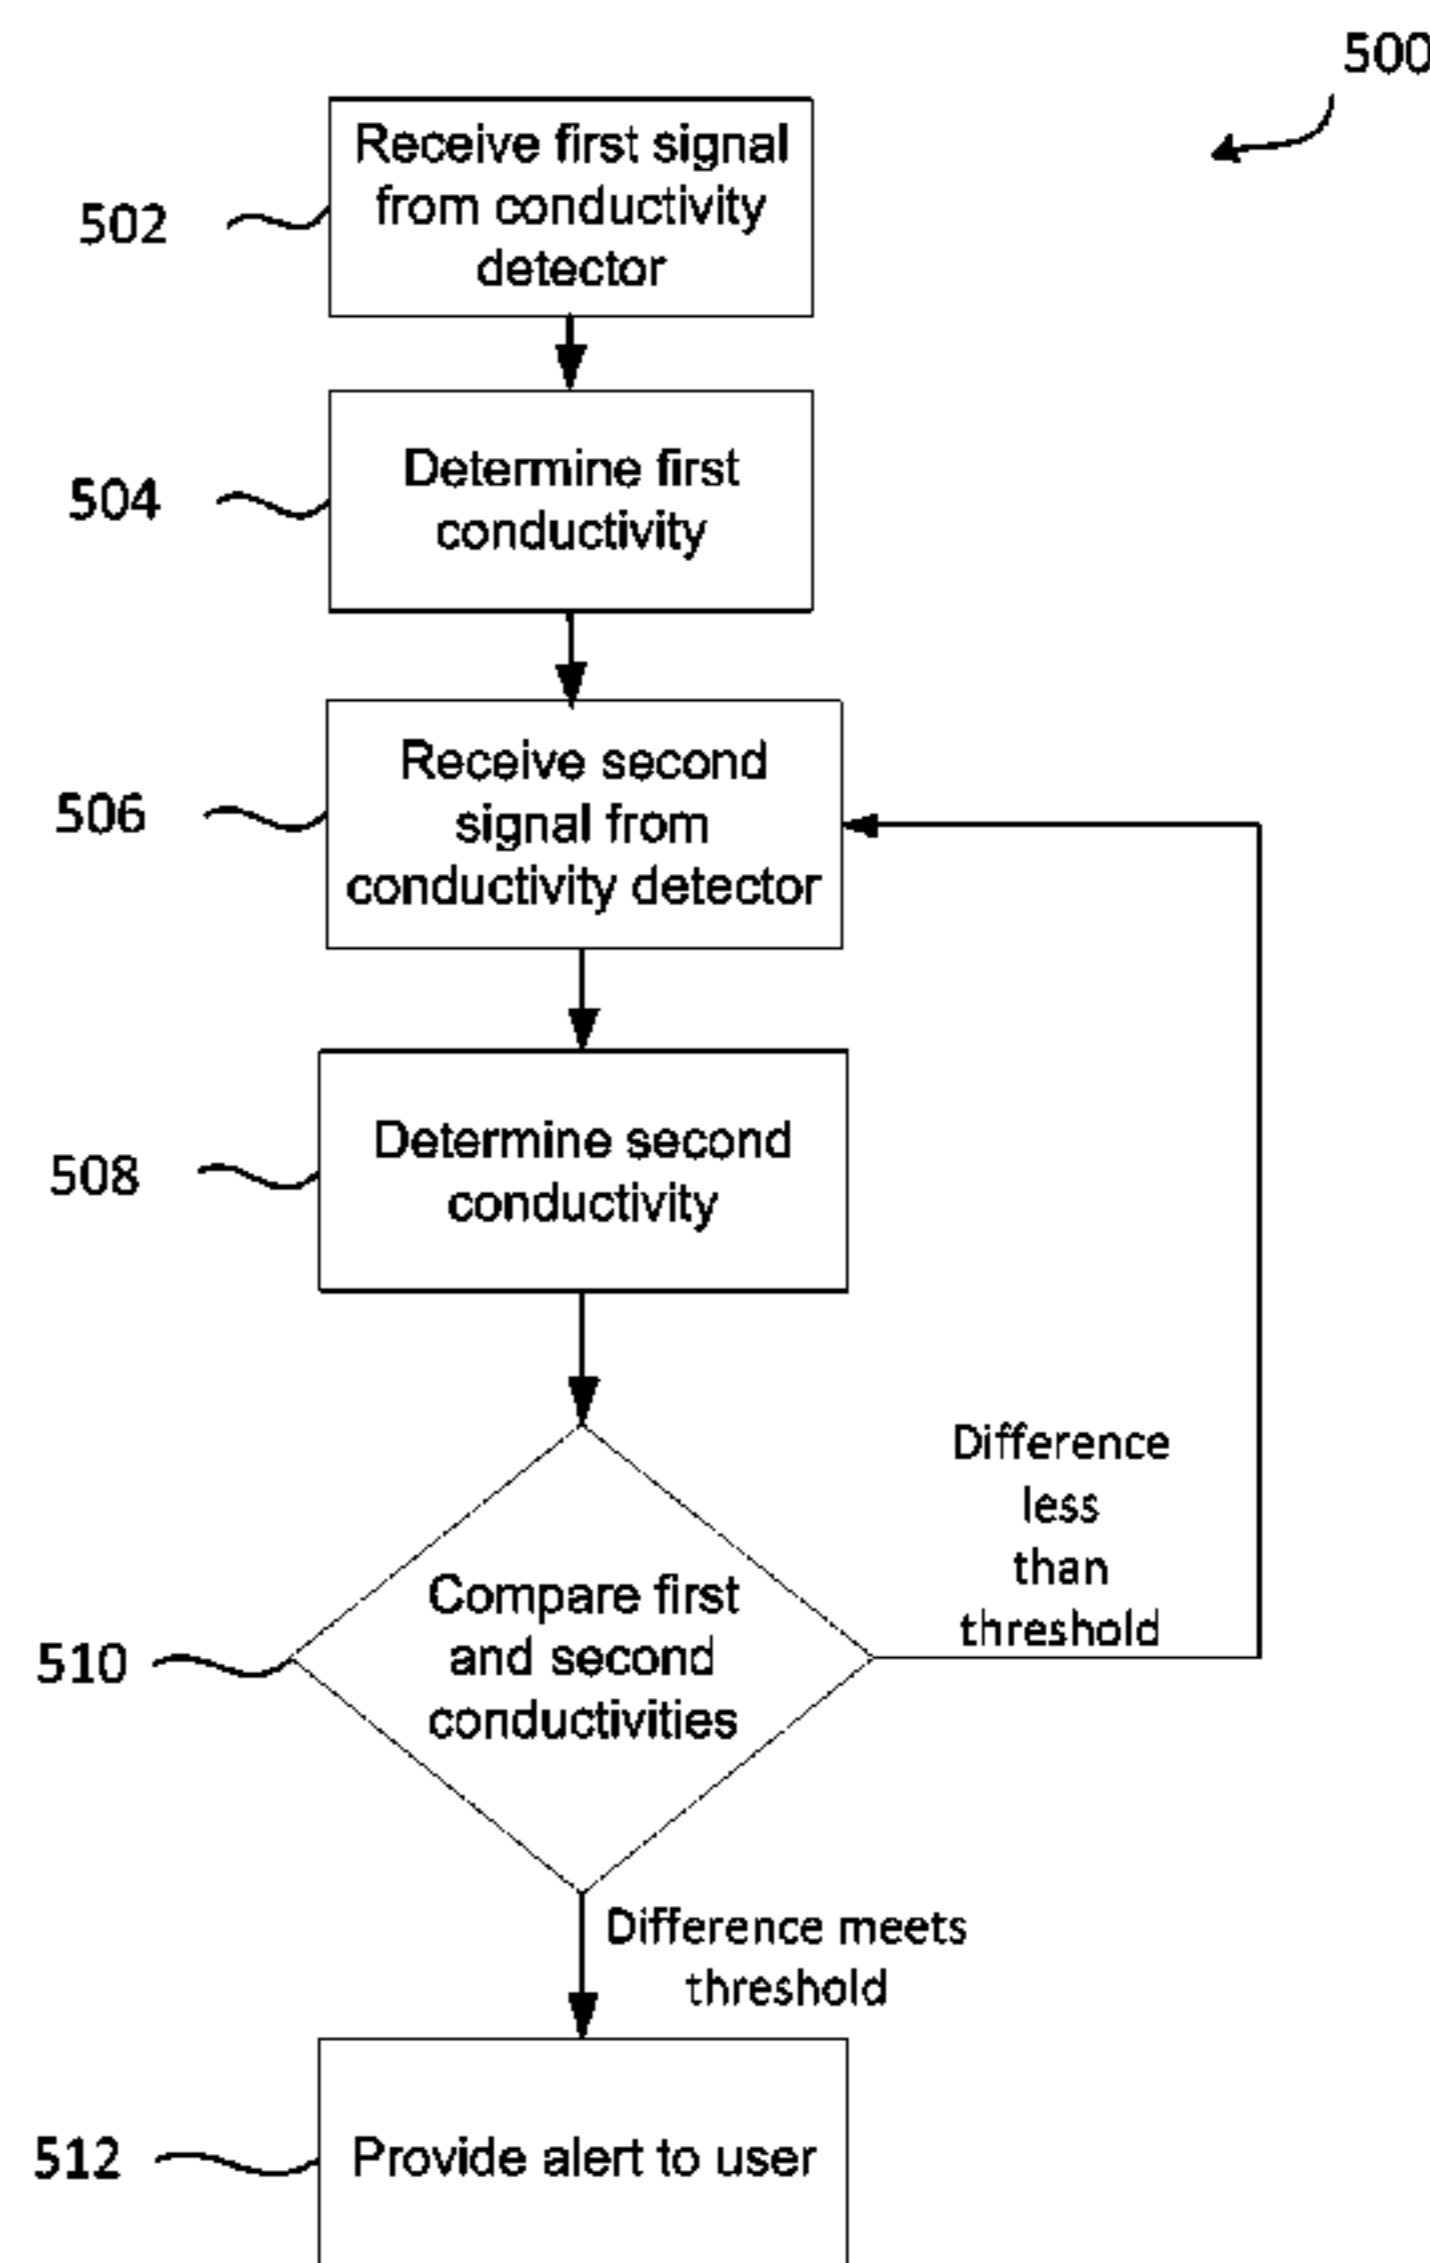 500
Receive first signal
from conductivity
detector
502
Determine first
conductivity
504
Receive second
signal from
conductivity detector
506
Determine second
conductivity
508
Difference
less
than
threshold
Compare first
and second
conductivities
510
Difference meets
threshold
Provide alert to user
512